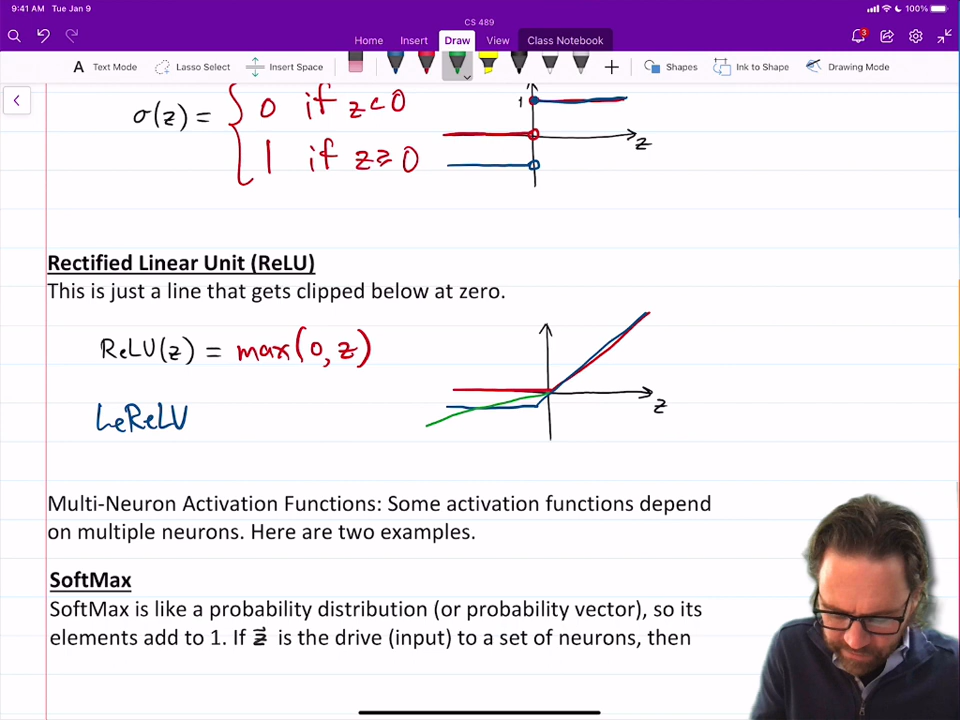 9:41 AM Tue Jan 9
100%
CS 489
Home Insert Draw View Class Notebook
3
A Text Mode Lasso Select Insert Space Shapes Ink to Shape Drawing Mode
σ(z) = { 0 if z < 0
1 if z ≥ 0
1
z
Rectified Linear Unit (ReLU)
This is just a line that gets clipped below at zero.
ReLU(z) = max(0, z)
z
LeReLU
Multi-Neuron Activation Functions: Some activation functions depend
on multiple neurons. Here are two examples.
SoftMax
SoftMax is like a probability distribution (or probability vector), so its
elements add to 1. If z⃗ is the drive (input) to a set of neurons, then